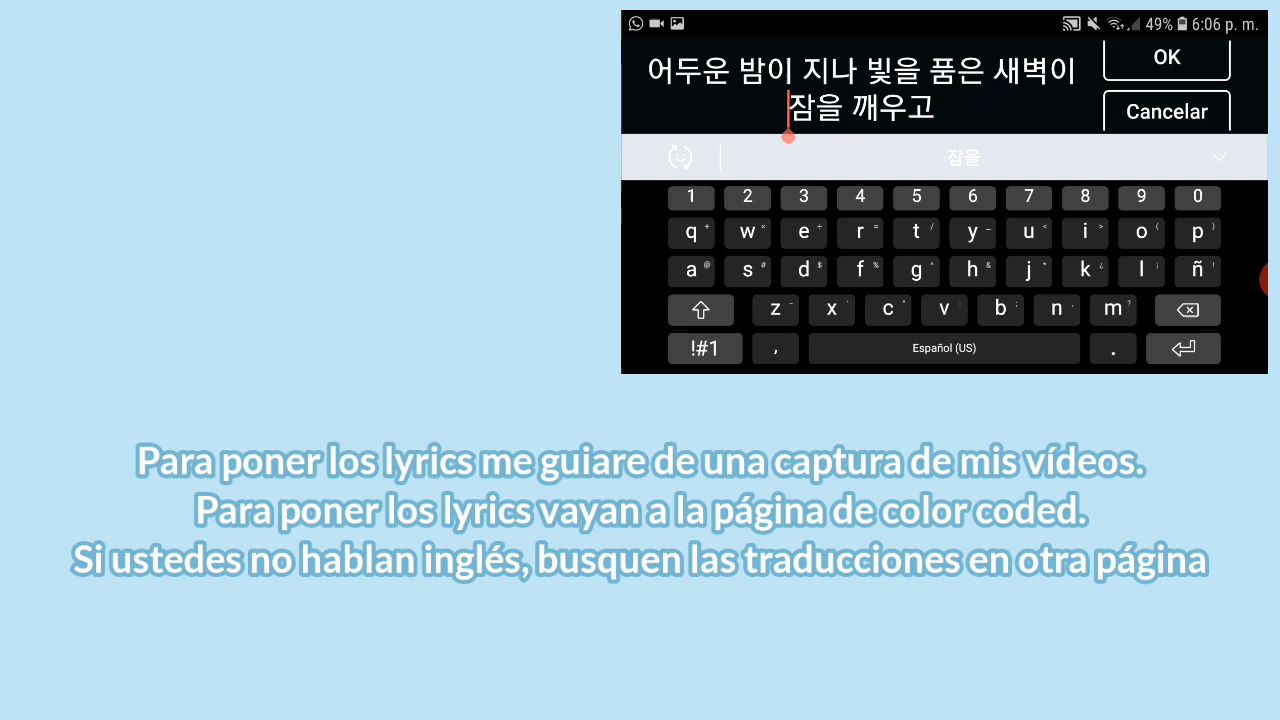 49% 6:06 p. m.
어두운 밤이 지나 빛을 품은 새벽이
잠을 깨우고
OK
Cancelar
잠을
1 2 3 4 5 6 7 8 9 0
q w e r t y u i o p
a s d f g h j k l ñ
z x c v b n m
!#1 , Español (US) .
Para poner los lyrics me guiare de una captura de mis vídeos.
Para poner los lyrics vayan a la página de color coded.
Si ustedes no hablan inglés, busquen las traducciones en otra página